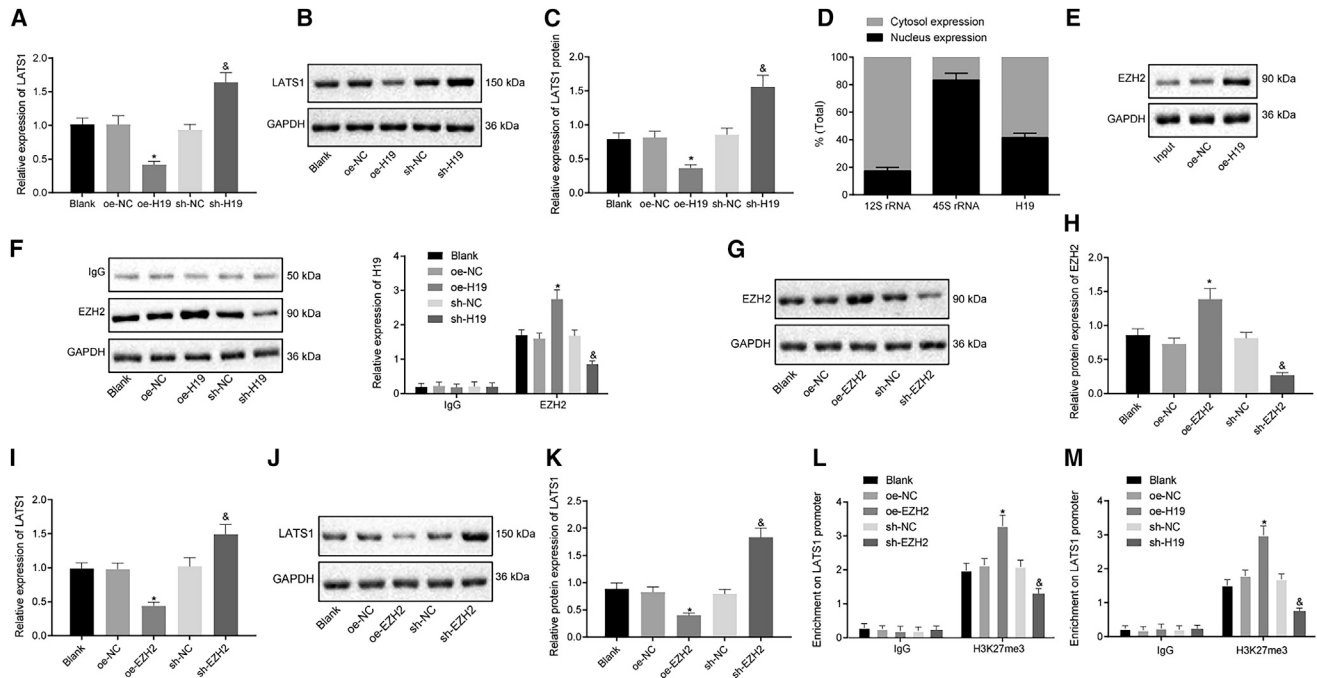 A
Relative expression of LATS1
2.0
1.5
1.0
0.5
0.0
*
&
Blank oe-NC oe-H19 sh-NC sh-H19
B
LATS1
150 kDa
GAPDH
36 kDa
Blank oe-NC oe-H19 sh-NC sh-H19
C
Relative expression of LATS1 protein
2.0
1.5
1.0
0.5
0.0
*
&
Blank oe-NC oe-H19 sh-NC sh-H19
D
Cytosol expression
Nucleus expression
% (Total)
100
80
60
40
20
0
12S rRNA 45S rRNA H19
E
EZH2
90 kDa
GAPDH
36 kDa
Input oe-NC oe-H19
F
IgG
50 kDa
EZH2
90 kDa
GAPDH
36 kDa
Blank oe-NC oe-H19 sh-NC sh-H19
Relative expression of H19
4
3
2
1
0
Blank
oe-NC
oe-H19
sh-NC
sh-H19
*
&
IgG EZH2
G
EZH2
90 kDa
GAPDH
36 kDa
Blank oe-NC oe-EZH2 sh-NC sh-EZH2
H
Relative protein expression of EZH2
2.0
1.5
1.0
0.5
0.0
*
&
Blank oe-NC oe-EZH2 sh-NC sh-EZH2
I
Relative expression of LATS1
2.0
1.5
1.0
0.5
0.0
*
&
Blank oe-NC oe-EZH2 sh-NC sh-EZH2
J
LATS1
150 kDa
GAPDH
36 kDa
Blank oe-NC oe-EZH2 sh-NC sh-EZH2
K
Relative protein expression of LATS1
2.5
2.0
1.5
1.0
0.5
0.0
*
&
Blank oe-NC oe-EZH2 sh-NC sh-EZH2
L
Enrichment on LATS1 promoter
4
3
2
1
0
Blank
oe-NC
oe-EZH2
sh-NC
sh-EZH2
*
&
IgG H3K27me3
M
Enrichment on LATS1 promoter
4
3
2
1
0
Blank
oe-NC
oe-H19
sh-NC
sh-H19
*
&
IgG H3K27me3